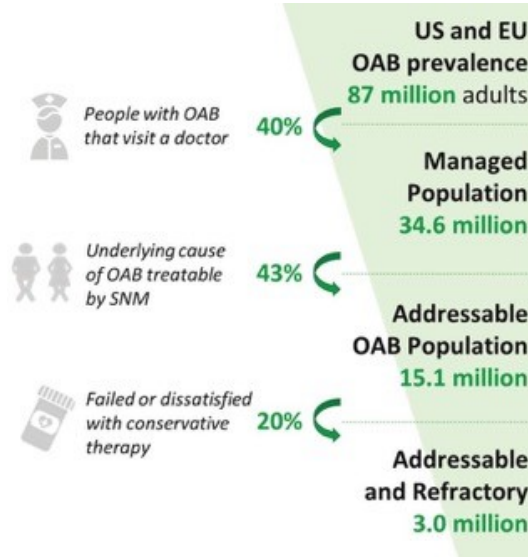 US and EU
OAB prevalence
87 million adults
People with OAB
that visit a doctor
40%
Managed
Population
34.6 million
Underlying cause
of OAB treatable
by SNM
43%
Addressable
OAB Population
15.1 million
Failed or dissatisfied
with conservative
therapy
20%
Addressable
and Refractory
3.0 million